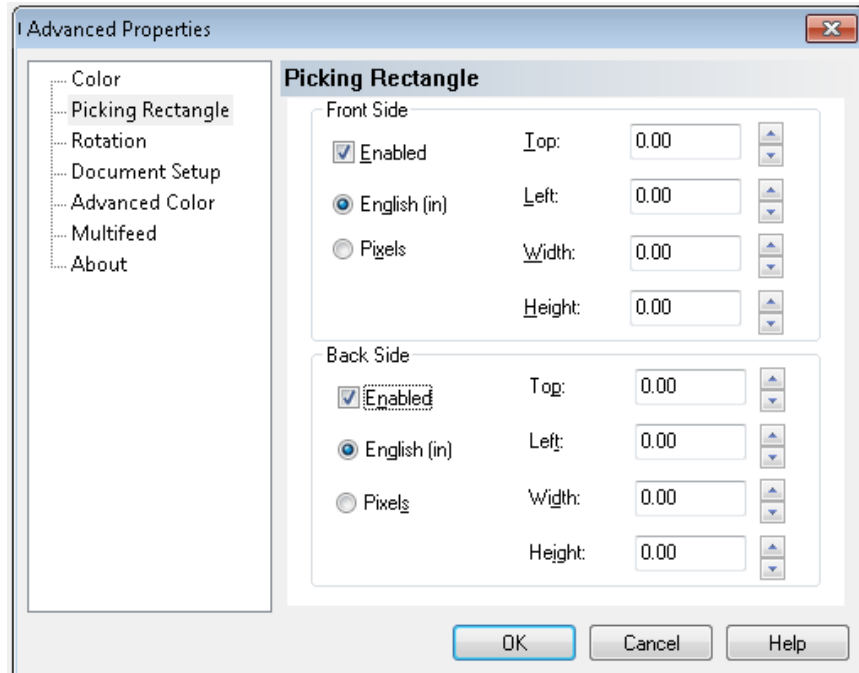 Advanced Properties
Color
Picking Rectangle
Rotation
Document Setup
Advanced Color
Multifeed
About
Picking Rectangle
Front Side
Enabled
English (in)
Pixels
Top: 0.00
Left: 0.00
Width: 0.00
Height: 0.00
Back Side
Enabled
English (in)
Pixels
Top: 0.00
Left: 0.00
Width: 0.00
Height: 0.00
OK Cancel Help